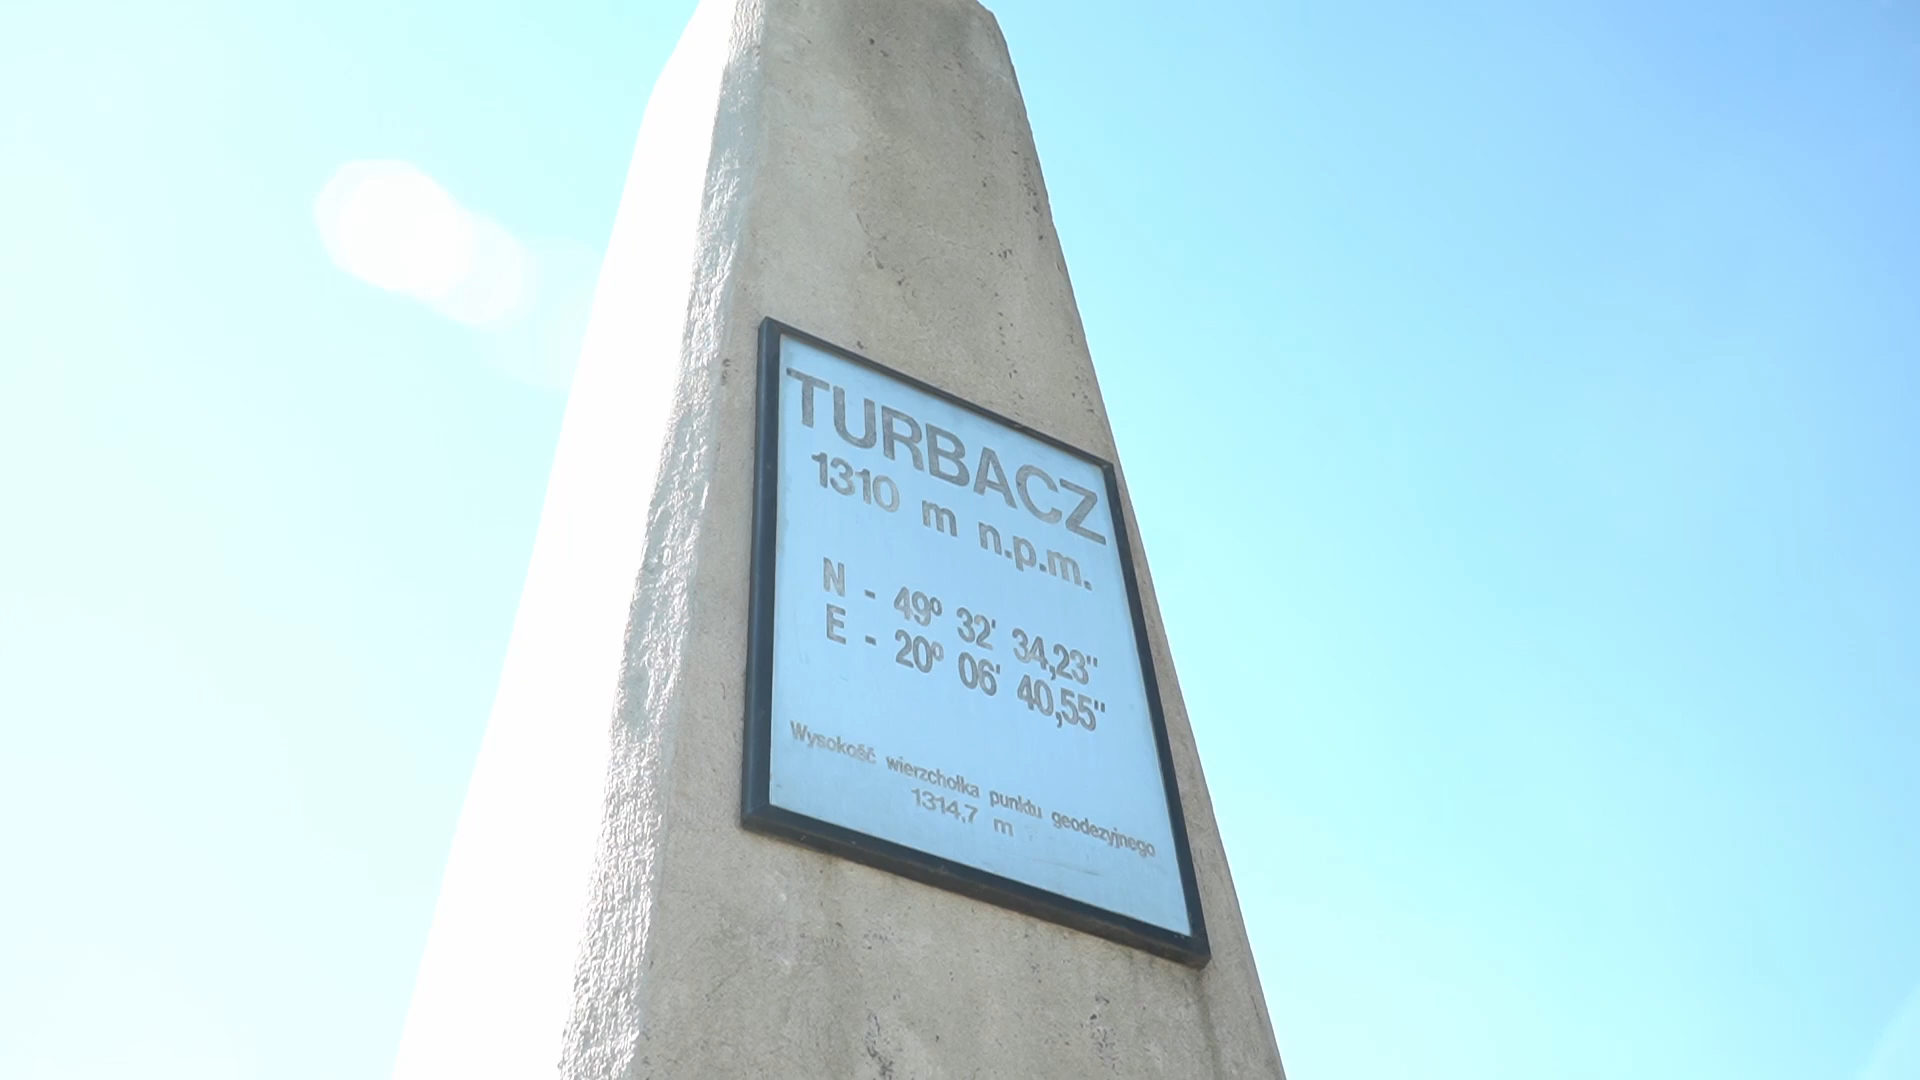 TURBACZ
1310 m n.p.m.
N - 49º 32' 34,23"
E - 20º 06' 40,55"
Wysokość wierzchołka punktu geodezyjnego
1314,7 m